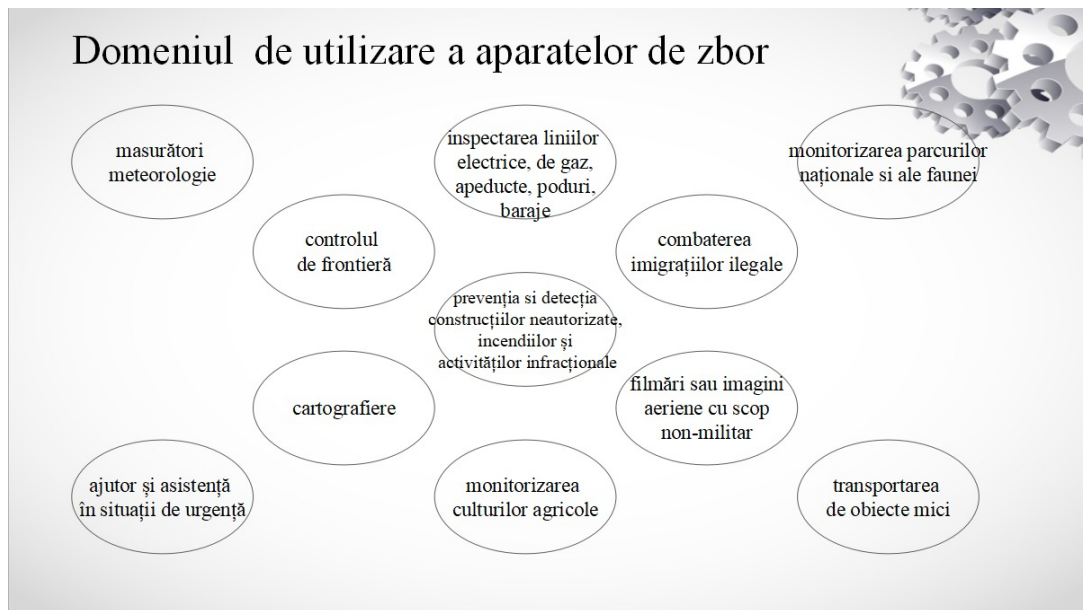 Domeniul  de utilizare a aparatelor de zbor
masurători
meteorologie
inspectarea liniilor
electrice, de gaz,
apeducte, poduri,
baraje
monitorizarea parcurilor
naționale si ale faunei
controlul
de frontieră
combaterea
imigrațiilor ilegale
prevenția si detecția
construcțiilor neautorizate,
incendiilor și
activităților infracționale
cartografiere
filmări sau imagini
aeriene cu scop
non-militar
ajutor și asistență
în situații de urgență
monitorizarea
culturilor agricole
transportarea
de obiecte mici